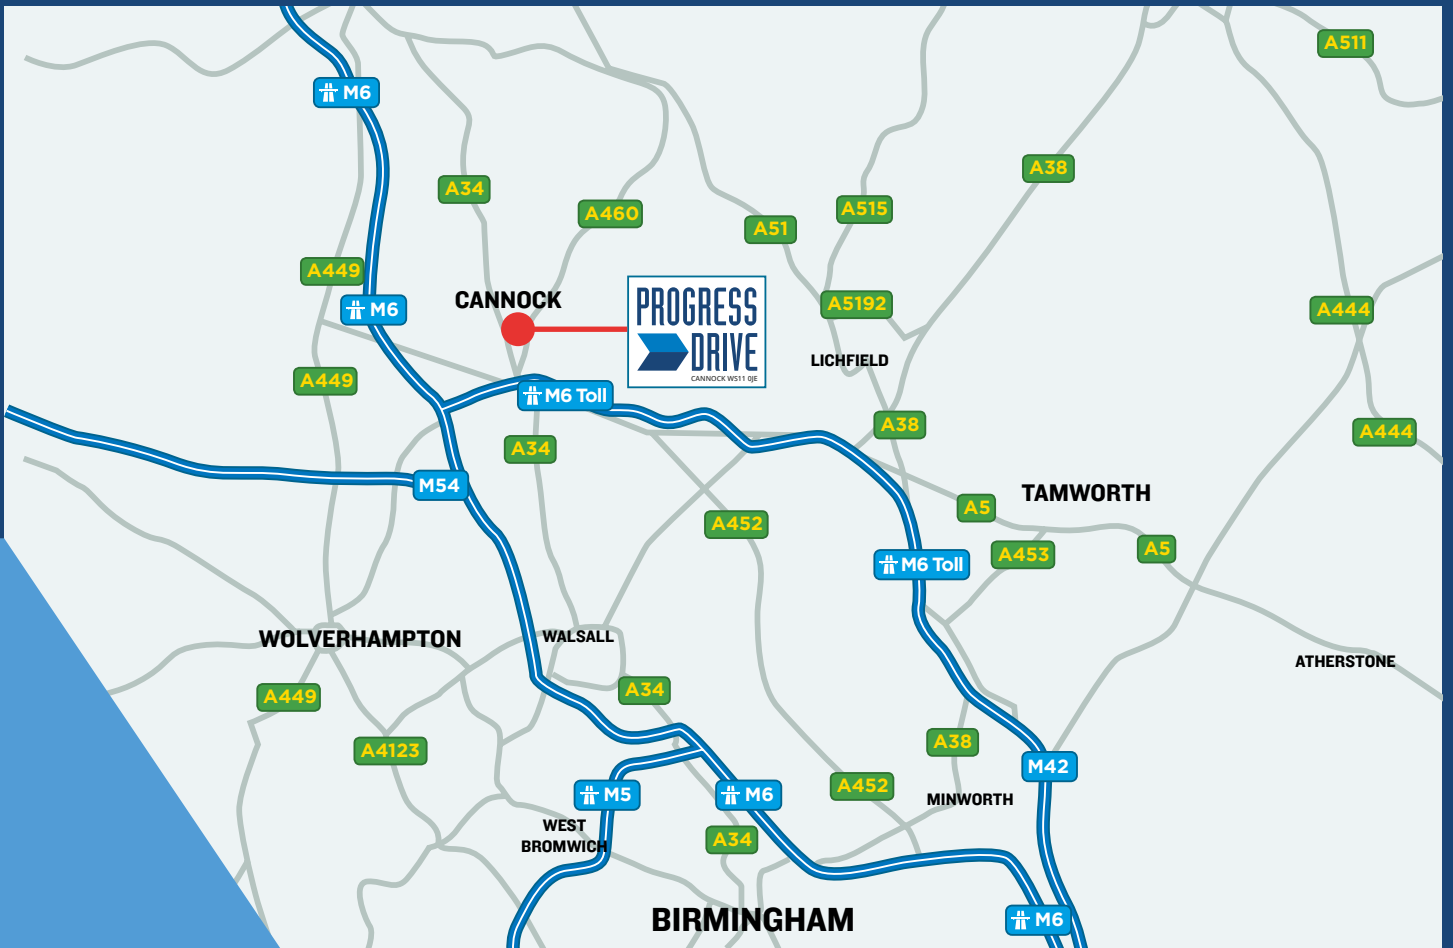 A511
M6
A38
A34
A515
A460
A51
A449
CANNOCK
PROGRESS
DRIVE
CANNOCK WS11 0JE
A5192
M6
A444
LICHFIELD
A449
M6 Toll
A38
A444
A34
M54
TAMWORTH
A5
A452
A5
A453
M6 Toll
WOLVERHAMPTON
WALSALL
ATHERSTONE
A449
A34
A4123
A38
M42
A452
M5
M6
MINWORTH
WEST
BROMWICH
A34
BIRMINGHAM
M6